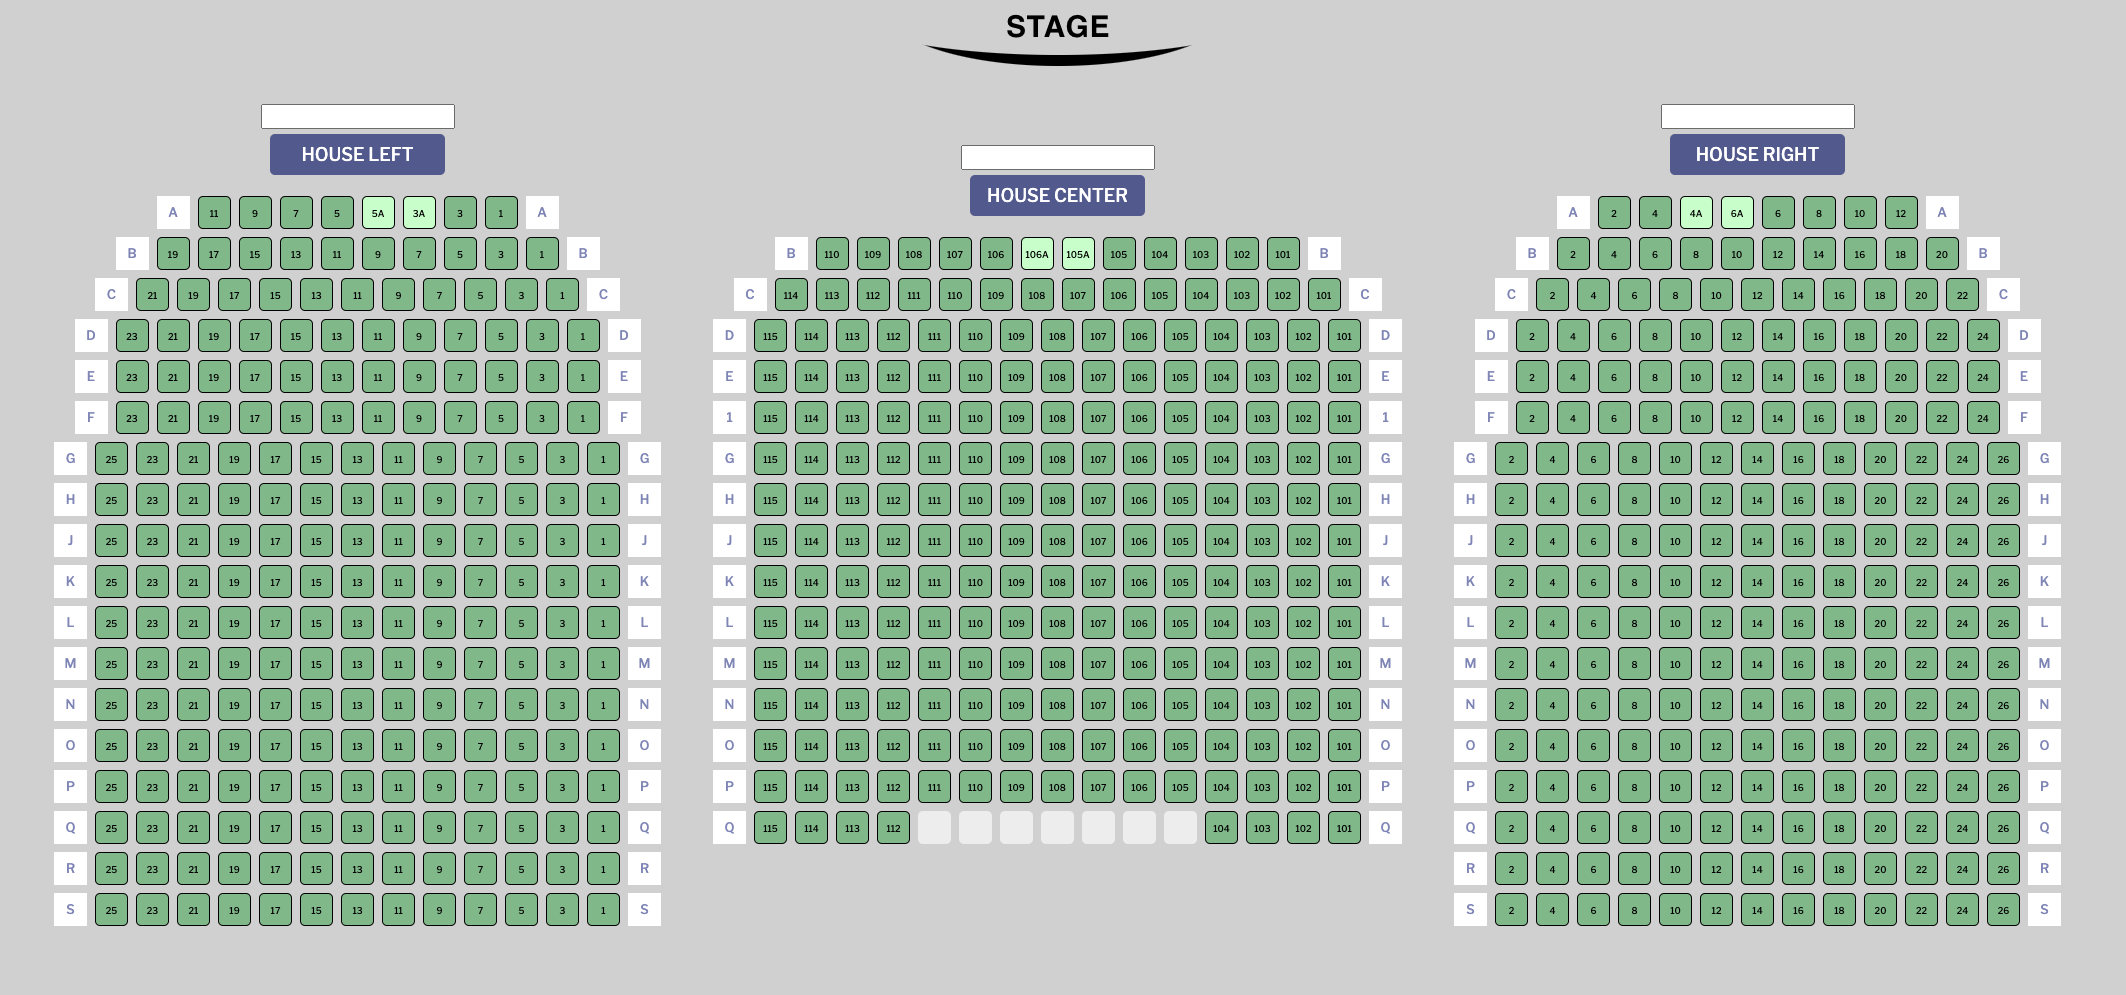 STAGE
HOUSE LEFT
HOUSE CENTER
HOUSE RIGHT
A 11 9 7 5 5A 3A 3 1 A
B 19 17 15 13 11 9 7 5 3 1 B
C 21 19 17 15 13 11 9 7 5 3 1 C
D 23 21 19 17 15 13 11 9 7 5 3 1 D
E 23 21 19 17 15 13 11 9 7 5 3 1 E
F 23 21 19 17 15 13 11 9 7 5 3 1 F
G 25 23 21 19 17 15 13 11 9 7 5 3 1 G
H 25 23 21 19 17 15 13 11 9 7 5 3 1 H
J 25 23 21 19 17 15 13 11 9 7 5 3 1 J
K 25 23 21 19 17 15 13 11 9 7 5 3 1 K
L 25 23 21 19 17 15 13 11 9 7 5 3 1 L
M 25 23 21 19 17 15 13 11 9 7 5 3 1 M
N 25 23 21 19 17 15 13 11 9 7 5 3 1 N
O 25 23 21 19 17 15 13 11 9 7 5 3 1 O
P 25 23 21 19 17 15 13 11 9 7 5 3 1 P
Q 25 23 21 19 17 15 13 11 9 7 5 3 1 Q
R 25 23 21 19 17 15 13 11 9 7 5 3 1 R
S 25 23 21 19 17 15 13 11 9 7 5 3 1 S
B 110 109 108 107 106 106A 105A 105 104 103 102 101 B
C 114 113 112 111 110 109 108 107 106 105 104 103 102 101 C
D 115 114 113 112 111 110 109 108 107 106 105 104 103 102 101 D
E 115 114 113 112 111 110 109 108 107 106 105 104 103 102 101 E
1 115 114 113 112 111 110 109 108 107 106 105 104 103 102 101 1
G 115 114 113 112 111 110 109 108 107 106 105 104 103 102 101 G
H 115 114 113 112 111 110 109 108 107 106 105 104 103 102 101 H
J 115 114 113 112 111 110 109 108 107 106 105 104 103 102 101 J
K 115 114 113 112 111 110 109 108 107 106 105 104 103 102 101 K
L 115 114 113 112 111 110 109 108 107 106 105 104 103 102 101 L
M 115 114 113 112 111 110 109 108 107 106 105 104 103 102 101 M
N 115 114 113 112 111 110 109 108 107 106 105 104 103 102 101 N
O 115 114 113 112 111 110 109 108 107 106 105 104 103 102 101 O
P 115 114 113 112 111 110 109 108 107 106 105 104 103 102 101 P
Q 115 114 113 112 104 103 102 101 Q
A 2 4 4A 6A 6 8 10 12 A
B 2 4 6 8 10 12 14 16 18 20 B
C 2 4 6 8 10 12 14 16 18 20 22 C
D 2 4 6 8 10 12 14 16 18 20 22 24 D
E 2 4 6 8 10 12 14 16 18 20 22 24 E
F 2 4 6 8 10 12 14 16 18 20 22 24 F
G 2 4 6 8 10 12 14 16 18 20 22 24 26 G
H 2 4 6 8 10 12 14 16 18 20 22 24 26 H
J 2 4 6 8 10 12 14 16 18 20 22 24 26 J
K 2 4 6 8 10 12 14 16 18 20 22 24 26 K
L 2 4 6 8 10 12 14 16 18 20 22 24 26 L
M 2 4 6 8 10 12 14 16 18 20 22 24 26 M
N 2 4 6 8 10 12 14 16 18 20 22 24 26 N
O 2 4 6 8 10 12 14 16 18 20 22 24 26 O
P 2 4 6 8 10 12 14 16 18 20 22 24 26 P
Q 2 4 6 8 10 12 14 16 18 20 22 24 26 Q
R 2 4 6 8 10 12 14 16 18 20 22 24 26 R
S 2 4 6 8 10 12 14 16 18 20 22 24 26 S